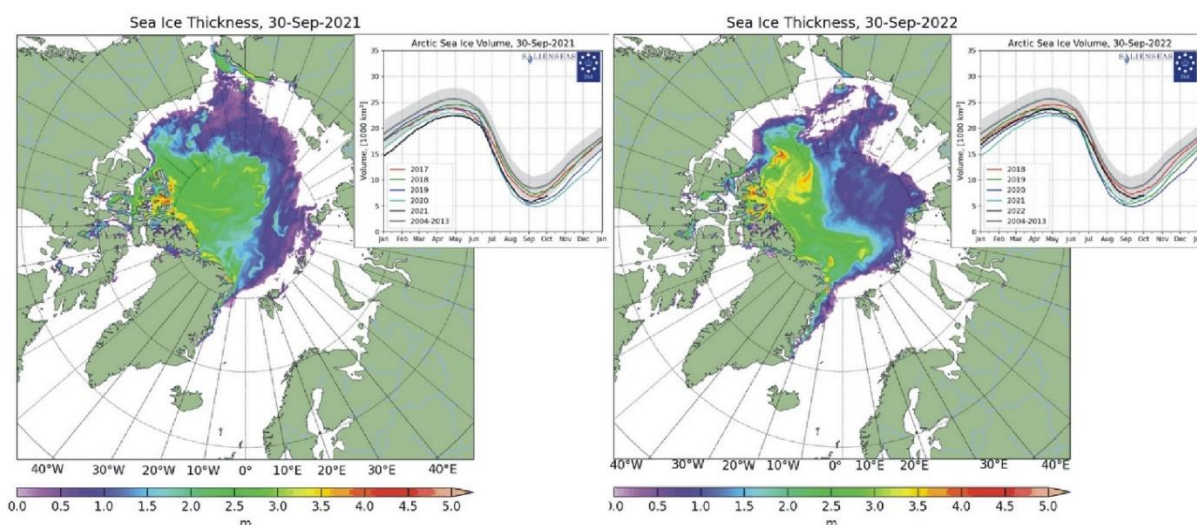 Sea Ice Thickness, 30-Sep-2021
Arctic Sea Ice Volume, 30-Sep-2021
SALIENSEAS
Volume, [1000 km³]
35
30
25
20
15
10
5
0
2017
2018
2019
2020
2021
2004-2013
Jan Feb Mar Apr May Jun Jul Aug Sep Oct Nov Dec Jan
40°W 30°W 20°W 10°W 0° 10°E 20°E 30°E 40°E
0.0 0.5 1.0 1.5 2.0 2.5 3.0 3.5 4.0 4.5 5.0
m
Sea Ice Thickness, 30-Sep-2022
Arctic Sea Ice Volume, 30-Sep-2022
SALIENSEAS
Volume, [1000 km³]
35
30
25
20
15
10
5
0
2018
2019
2020
2021
2022
2004-2013
Jan Feb Mar Apr May Jun Jul Aug Sep Oct Nov Dec Jan
40°W 30°W 20°W 10°W 0° 10°E 20°E 30°E 40°E
.0 0.5 1.0 1.5 2.0 2.5 3.0 3.5 4.0 4.5 5.0
m